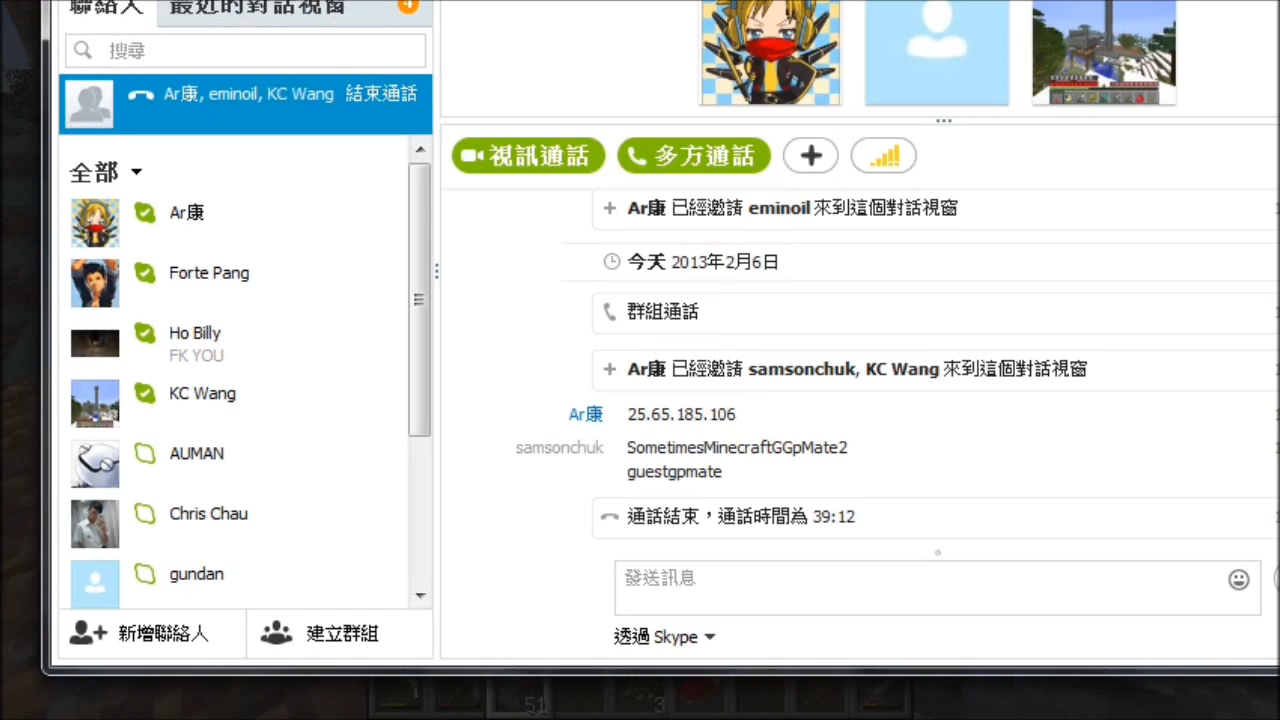 聯絡人 最近的對話視窗 4
搜尋
Ar康, eminoil, KC Wang 結束通話
全部
Ar康
Forte Pang
Ho Billy
FK YOU
KC Wang
AUMAN
Chris Chau
gundan
新增聯絡人 建立群組
視訊通話 多方通話
Ar康 已經邀請 eminoil 來到這個對話視窗
今天 2013年2月6日
群組通話
Ar康 已經邀請 samsonchuk, KC Wang 來到這個對話視窗
Ar康 25.65.185.106
samsonchuk SometimesMinecraftGGpMate2
guestgpmate
通話結束，通話時間為 39:12
發送訊息
透過 Skype
51 3